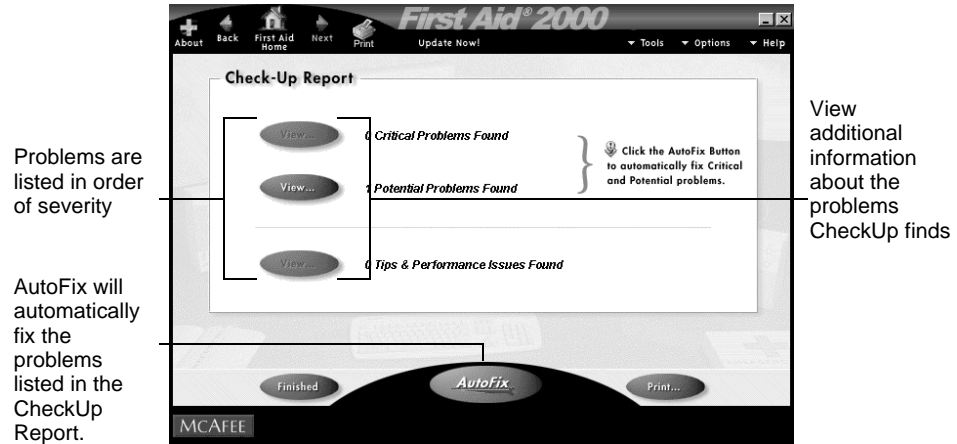 First Aid® 2000
About
Back
First Aid
Home
Next
Print
Update Now!
Tools
Options
Help
Check-Up Report
View...
0 Critical Problems Found
View...
1 Potential Problems Found
Click the AutoFix Button
to automatically fix Critical
and Potential problems.
View...
0 Tips & Performance Issues Found
Finished
AutoFix
Print...
MCAFEE
Problems are
listed in order
of severity
AutoFix will
automatically
fix the
problems
listed in the
CheckUp
Report.
View
additional
information
about the
problems
CheckUp finds